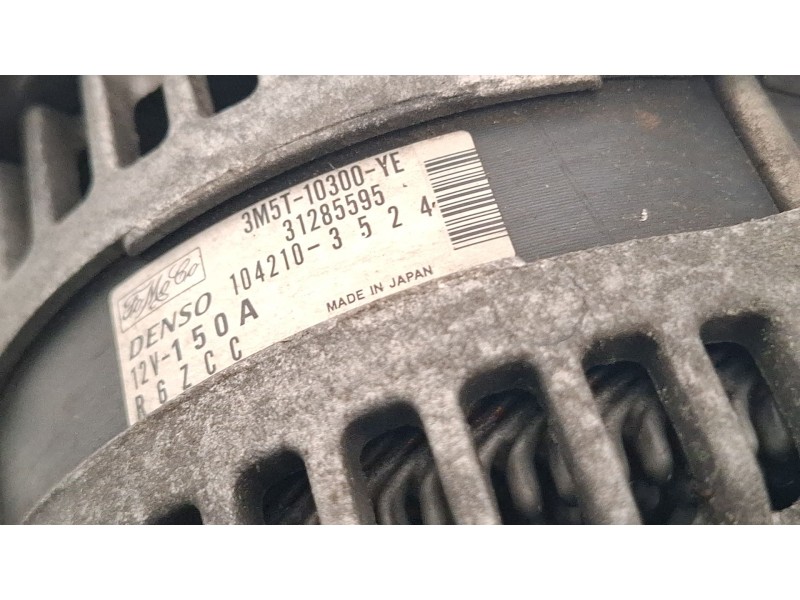 3M5T-10300-YE
31285595
FoMoCo
DENSO 104210-3524
12V-150A MADE IN JAPAN
R6ZCC